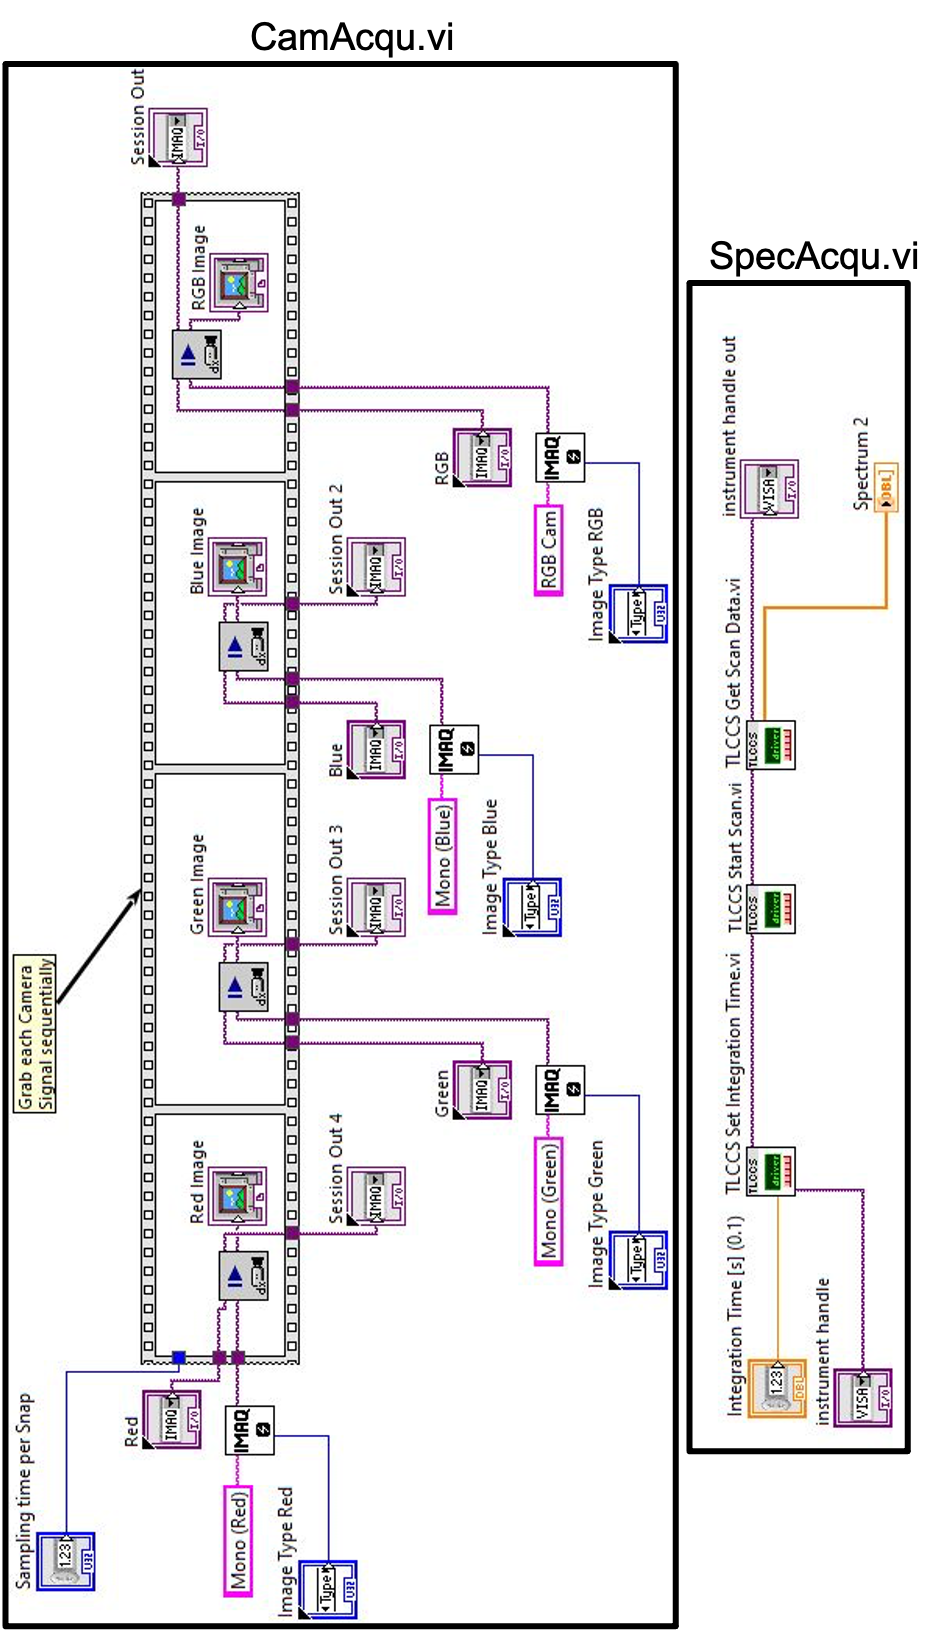 CamAcqu.vi
Grab each Camera
Signal sequentially
Sampling time per Snap
1.23
U32
Red
IMAQ
I/O
Mono (Red)
IMAQ
Image Type Red
Type
U32
Red Image
dx
Session Out 4
IMAQ
I/O
Green
IMAQ
I/O
Mono (Green)
IMAQ
Image Type Green
Type
U32
Green Image
dx
Session Out 3
IMAQ
I/O
Blue
IMAQ
I/O
Mono (Blue)
IMAQ
Image Type Blue
Type
U32
Blue Image
dx
Session Out 2
IMAQ
I/O
RGB
IMAQ
I/O
RGB Cam
IMAQ
Image Type RGB
Type
U32
RGB Image
dx
Session Out
IMAQ
I/O
SpecAcqu.vi
Integration Time [s] (0.1)
1.23
DBL
instrument handle
VISA
I/O
TLCCS Set Integration Time.vi
TLCCS
driver
TLCCS Start Scan.vi
TLCCS
driver
TLCCS Get Scan Data.vi
TLCCS
driver
instrument handle out
VISA
I/O
Spectrum 2
DBL]